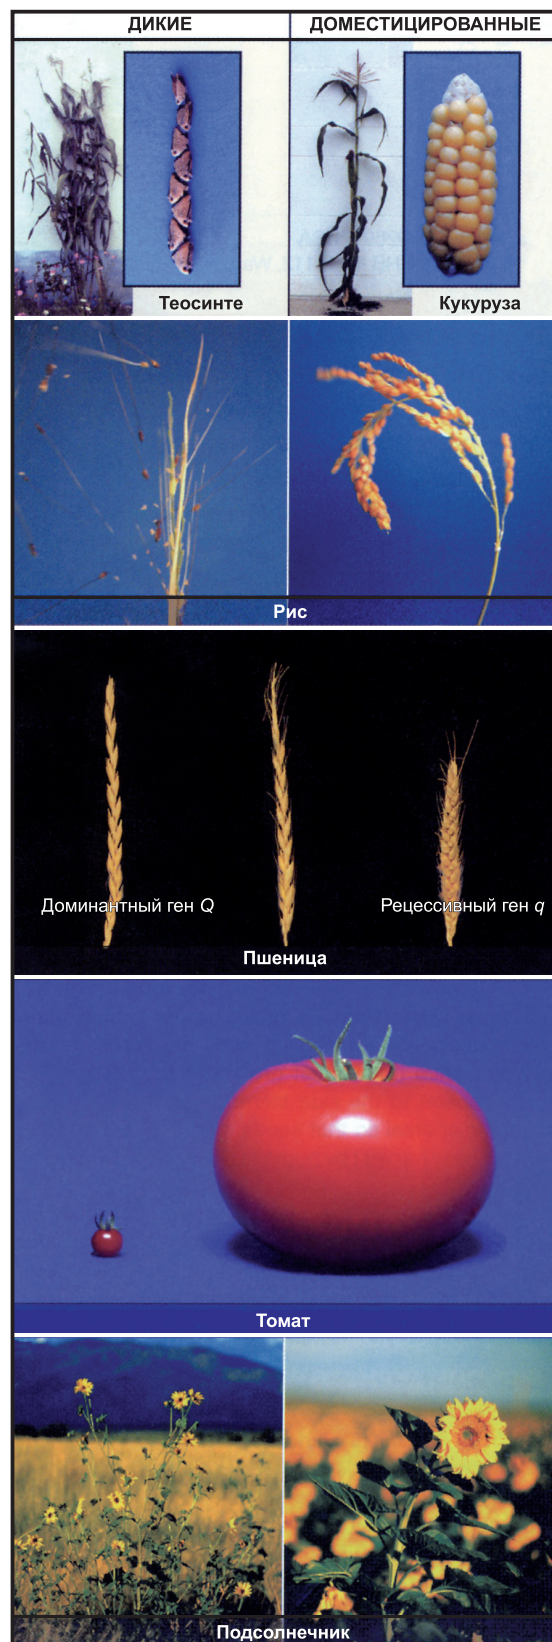 ДИКИЕ
ДОМЕСТИЦИРОВАННЫЕ
Теосинте
Кукуруза
Рис
Доминантный ген Q
Рецессивный ген q
Пшеница
Томат
Подсолнечник